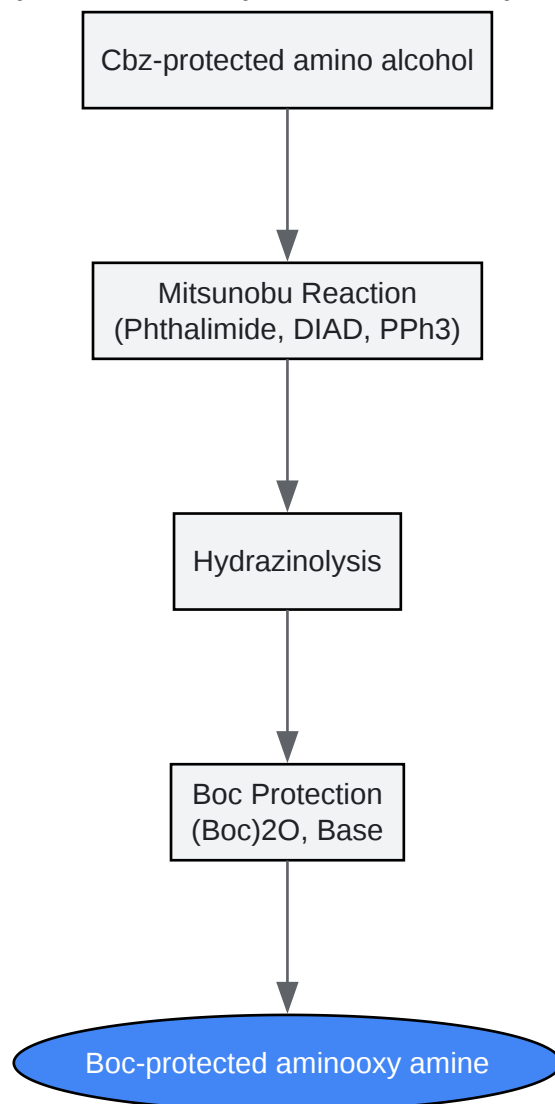 Cbz-protected amino alcohol
Mitsunobu Reaction
(Phthalimide, DIAD, PPh3)
Hydrazinolysis
Boc Protection
(Boc)2O, Base
Boc-protected aminooxy amine